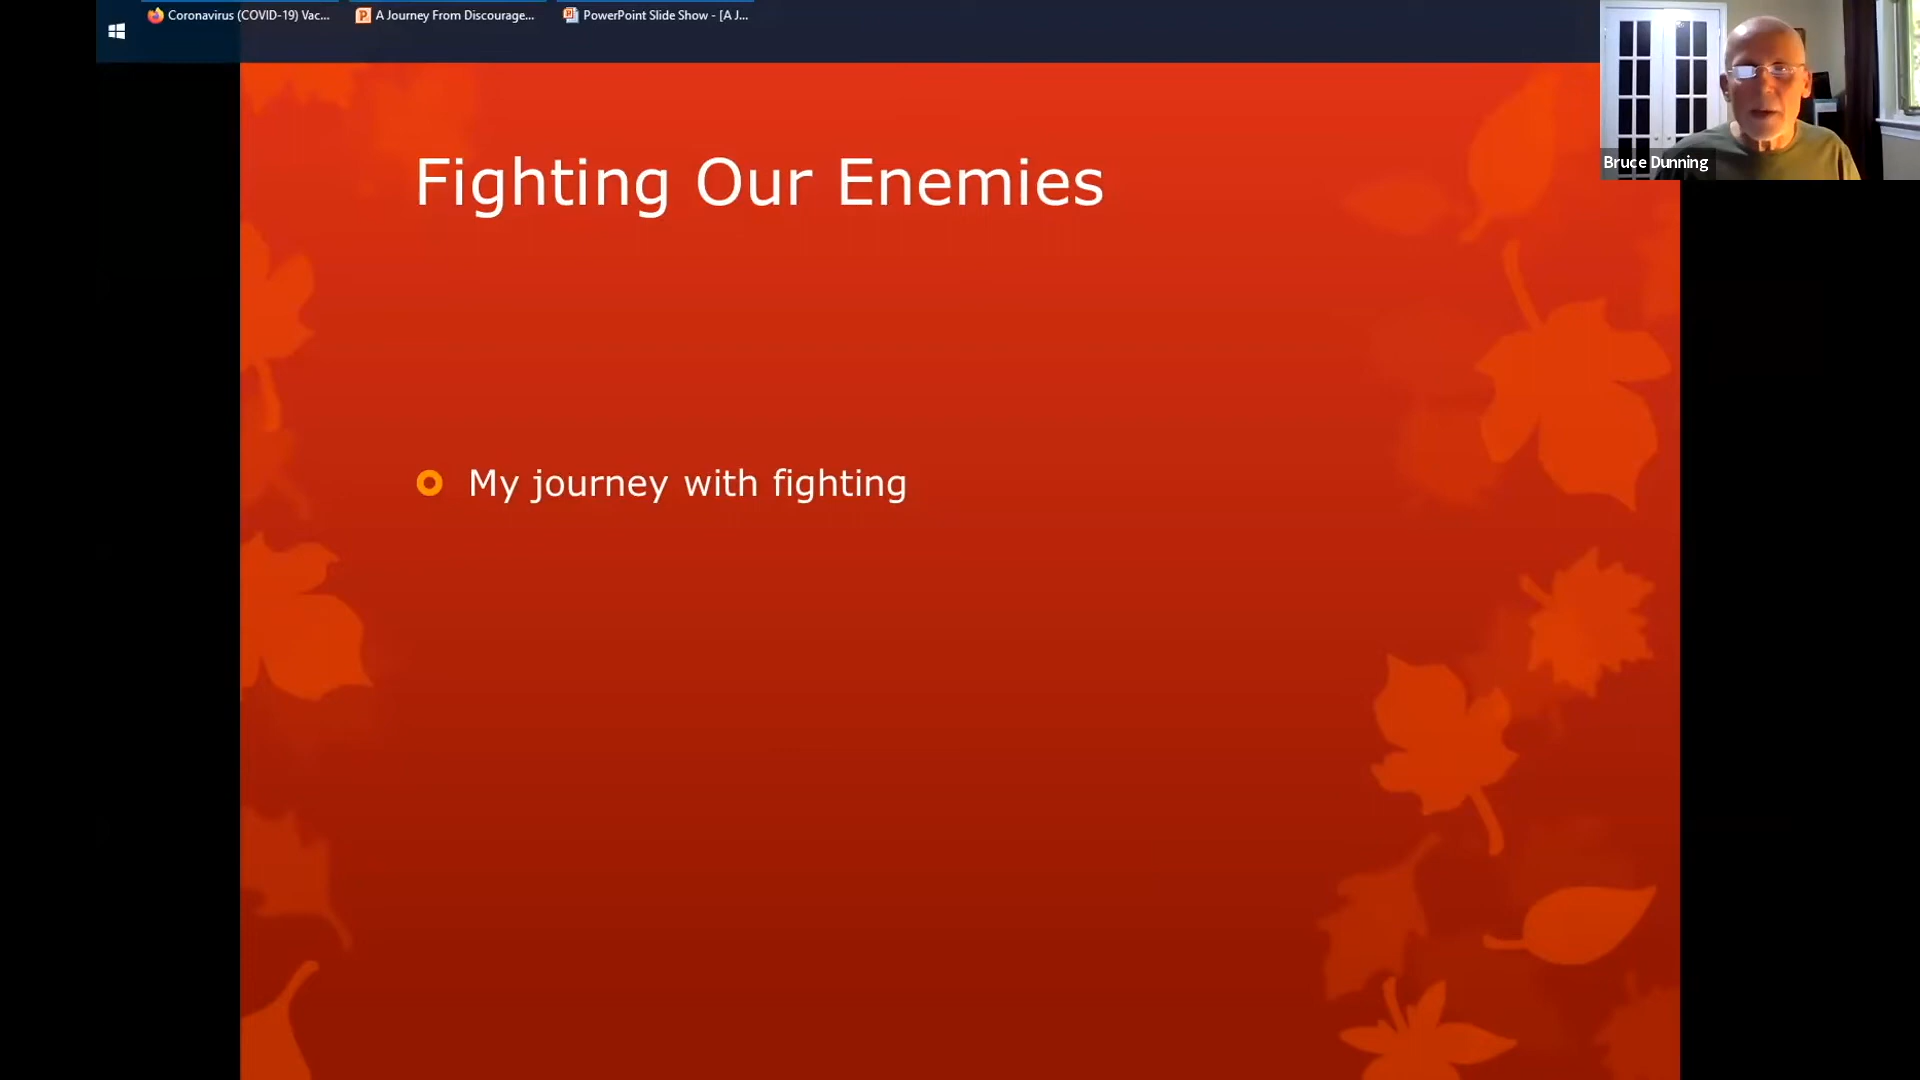 Coronavirus (COVID-19) Vac...
A Journey From Discourage...
PowerPoint Slide Show - [A J...
Bruce Dunning
Fighting Our Enemies
My journey with fighting